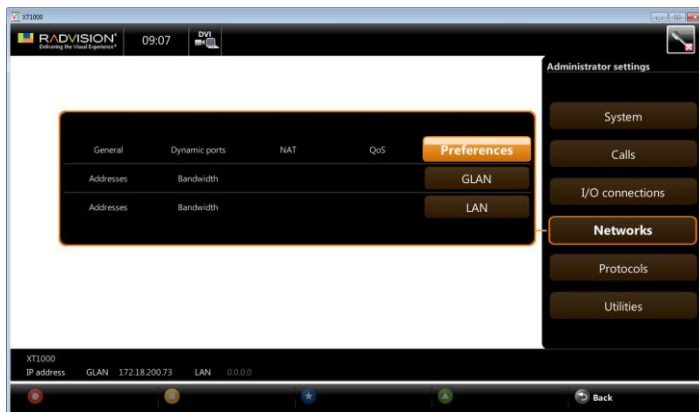 XT1000
RADVISION®
Delivering the Visual Experience®
09:07
DVI
Administrator settings
System
General Dynamic ports NAT QoS Preferences
Calls
Addresses Bandwidth GLAN
I/O connections
Addresses Bandwidth LAN
Networks
Protocols
Utilities
XT1000
IP address GLAN 172.18.200.73 LAN 0.0.0.0
Back